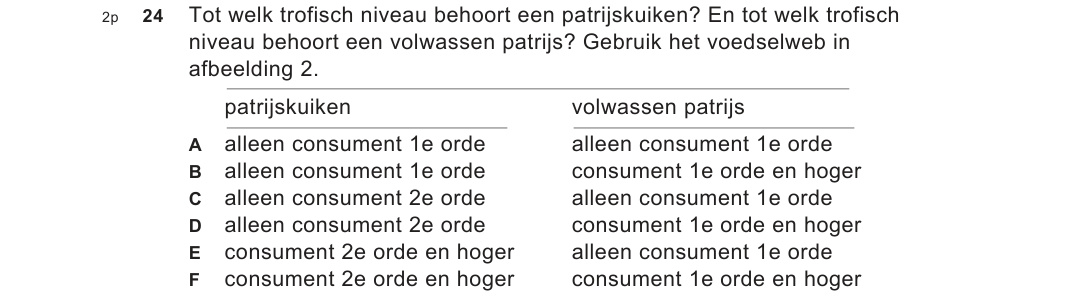 2p 24 Tot welk trofisch niveau behoort een patrijskuiken? En tot welk trofisch
niveau behoort een volwassen patrijs? Gebruik het voedselweb in
afbeelding 2.
patrijskuiken volwassen patrijs
A alleen consument 1e orde alleen consument 1e orde
B alleen consument 1e orde consument 1e orde en hoger
C alleen consument 2e orde alleen consument 1e orde
D alleen consument 2e orde consument 1e orde en hoger
E consument 2e orde en hoger alleen consument 1e orde
F consument 2e orde en hoger consument 1e orde en hoger